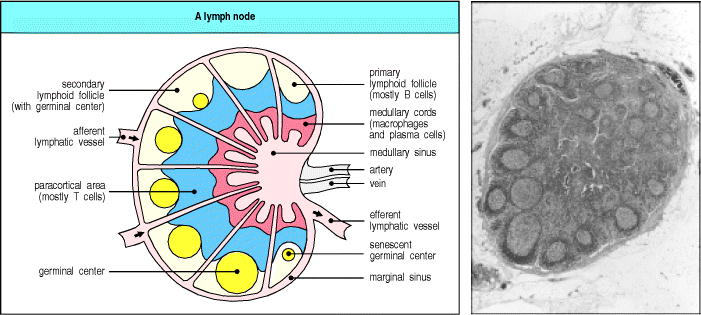 A lymph node
secondary
lymphoid follicle
(with germinal center)
afferent
lymphatic vessel
paracortical area
(mostly T cells)
germinal center
primary
lymphoid follicle
(mostly B cells)
medullary cords
(macrophages
and plasma cells)
medullary sinus
artery
vein
efferent
lymphatic vessel
senescent
germinal center
marginal sinus